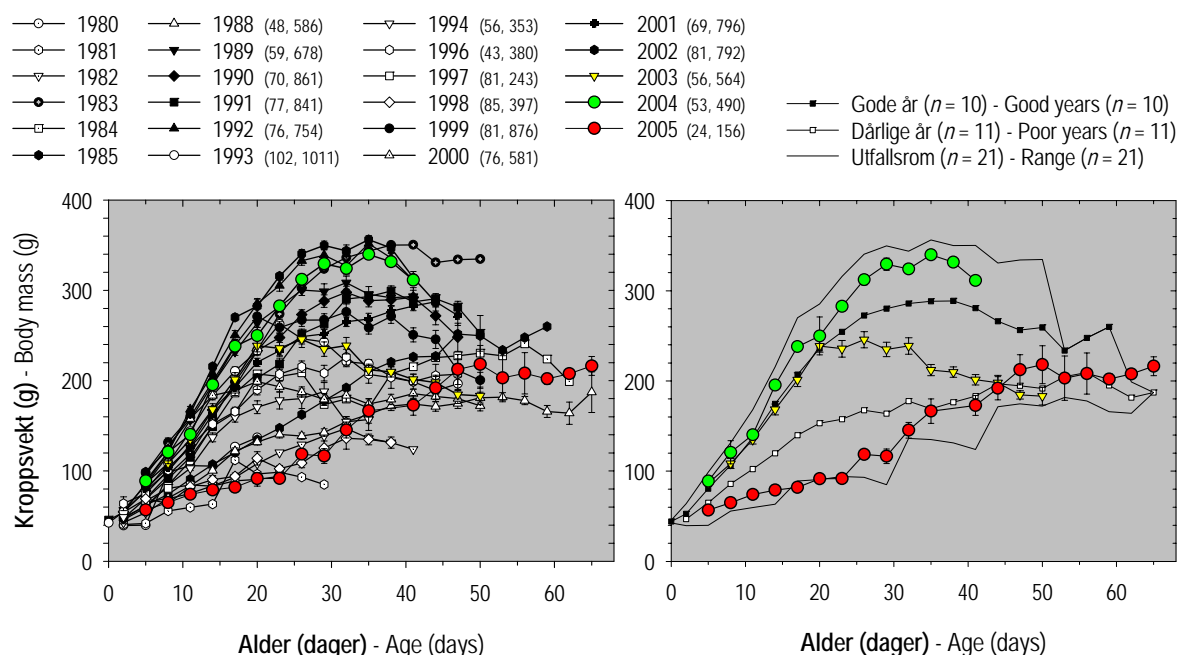 1980 1988 (48, 586) 1994 (56, 353) 2001 (69, 796)
1981 1989 (59, 678) 1996 (43, 380) 2002 (81, 792)
1982 1990 (70, 861) 1997 (81, 243) 2003 (56, 564)
1983 1991 (77, 841) 1998 (85, 397) 2004 (53, 490)
1984 1992 (76, 754) 1999 (81, 876) 2005 (24, 156)
1985 1993 (102, 1011) 2000 (76, 581)
Gode år (n = 10) - Good years (n = 10)
Dårlige år (n = 11) - Poor years (n = 11)
Utfallsrom (n = 21) - Range (n = 21)
Kroppsvekt (g) - Body mass (g)
400
300
200
100
0
0 10 20 30 40 50 60
Alder (dager) - Age (days)
400
300
200
100
0
0 10 20 30 40 50 60
Alder (dager) - Age (days)